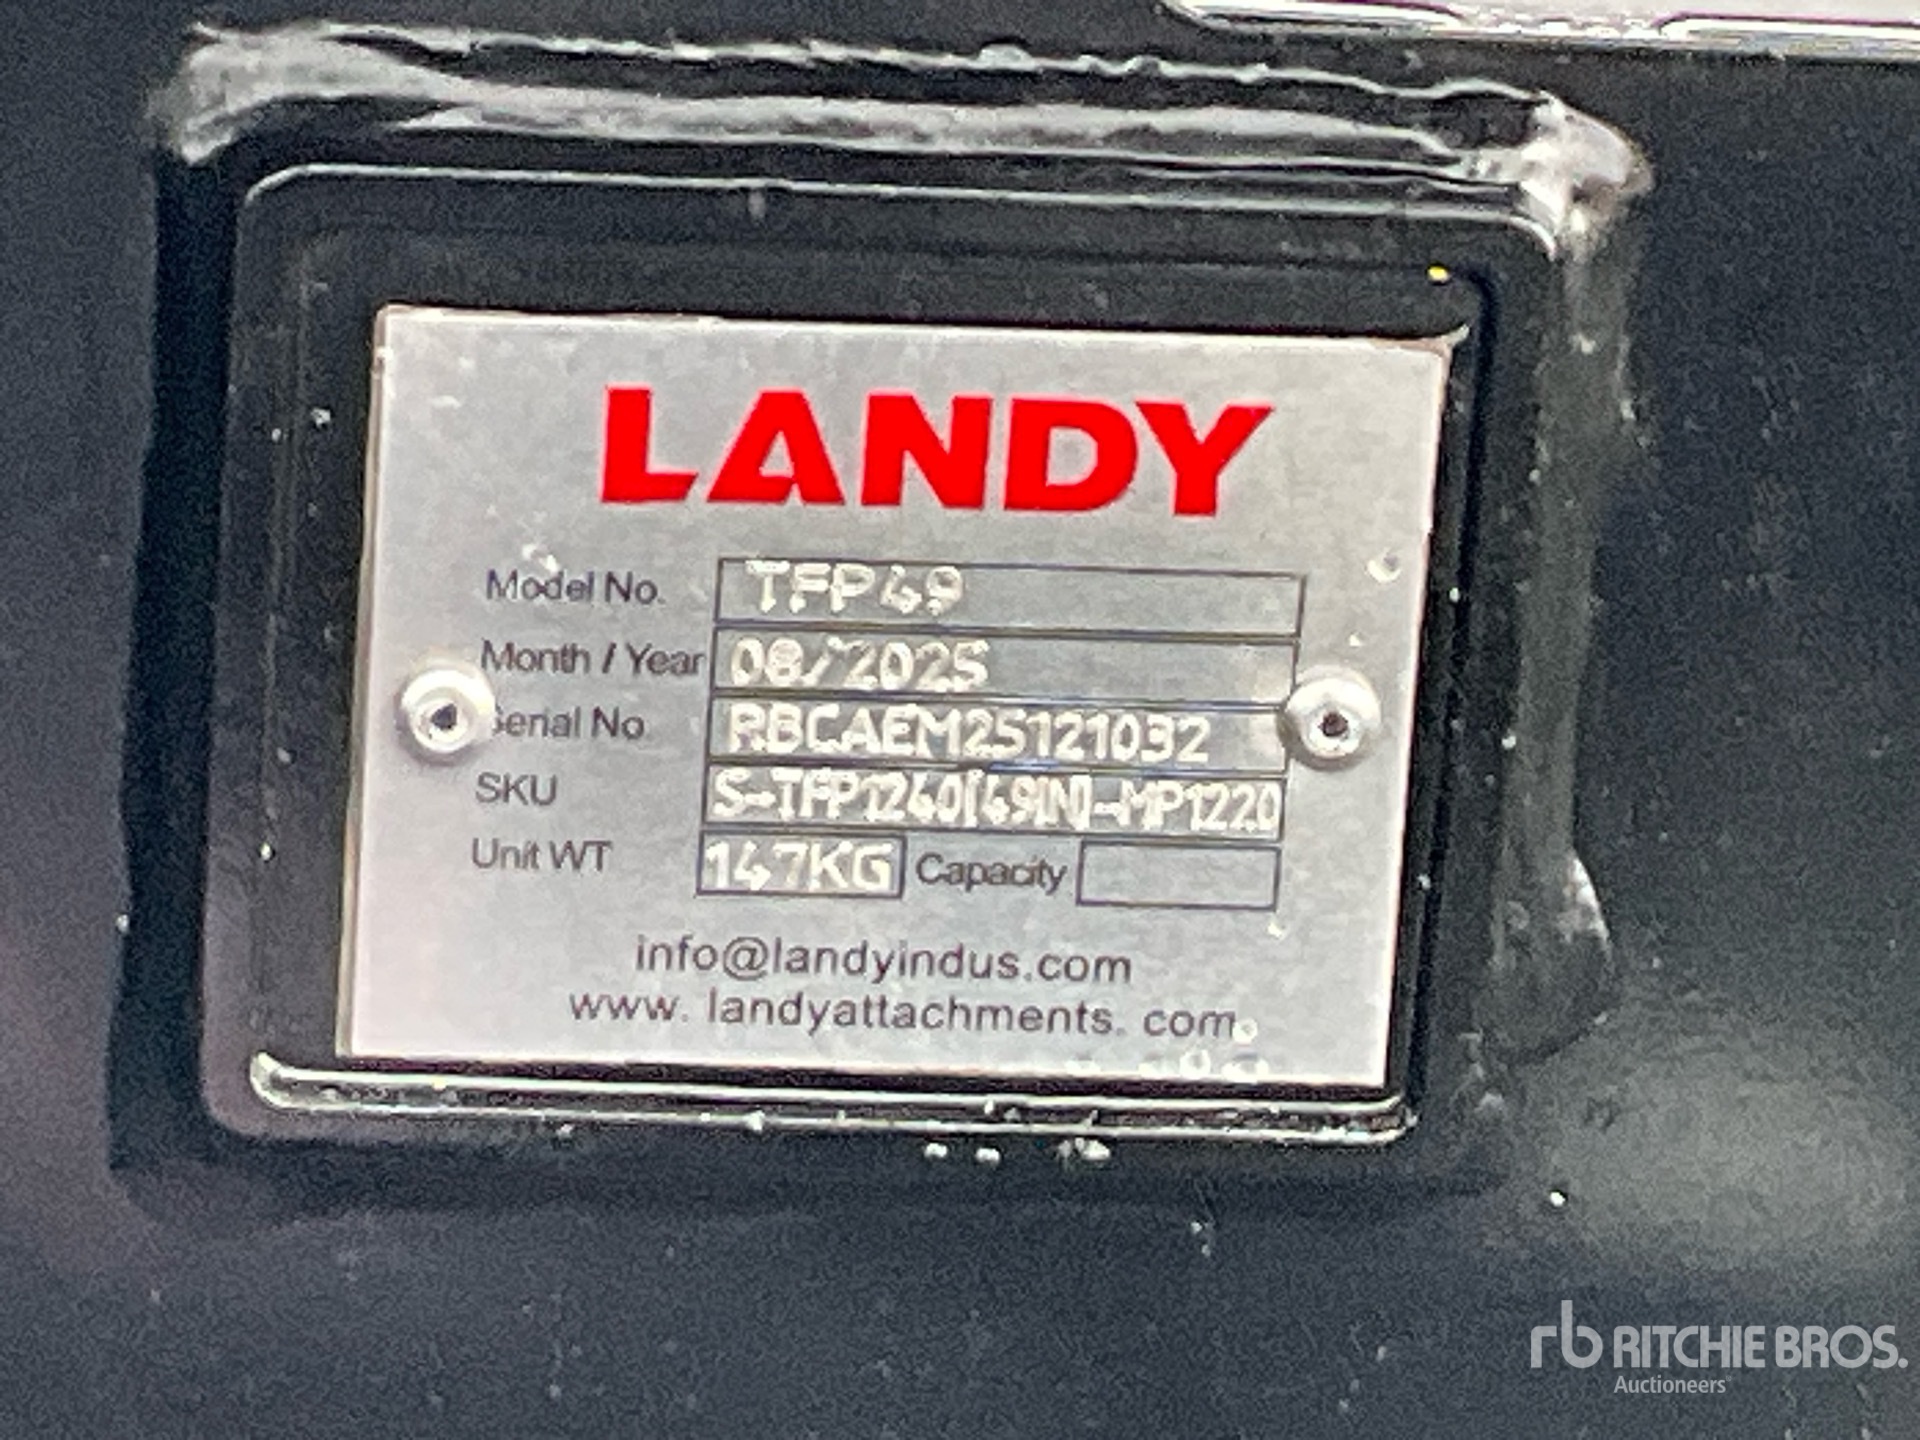 LANDY
Model No. TFP49
Month / Year 08/2025
Serial No. RBCAEM25121032
SKU S-TFP1240(49IN)-MP1220
Unit WT 147KG Capacity
info@landyindus.com
www. landyattachments. com
rb RITCHIE BROS.
Auctioneers